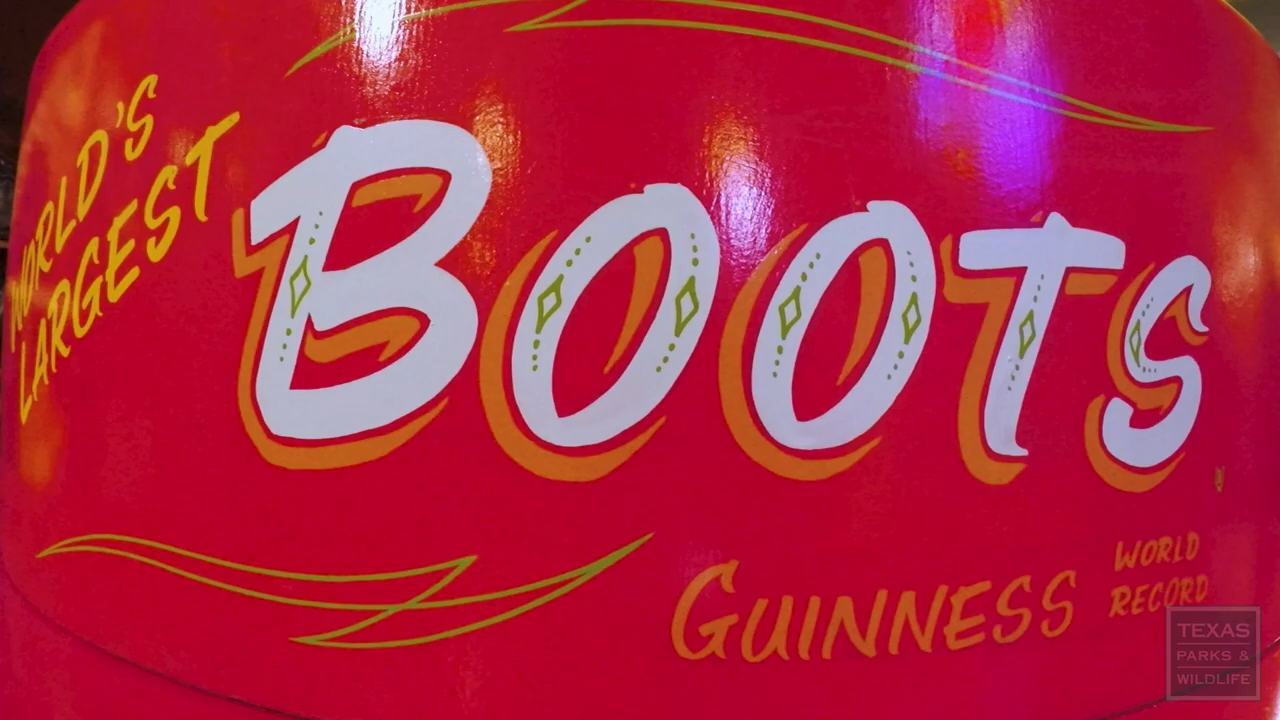 WORLD'S
LARGEST
BOOTS
GUINNESS
WORLD
RECORD
TEXAS
PARKS &
WILDLIFE